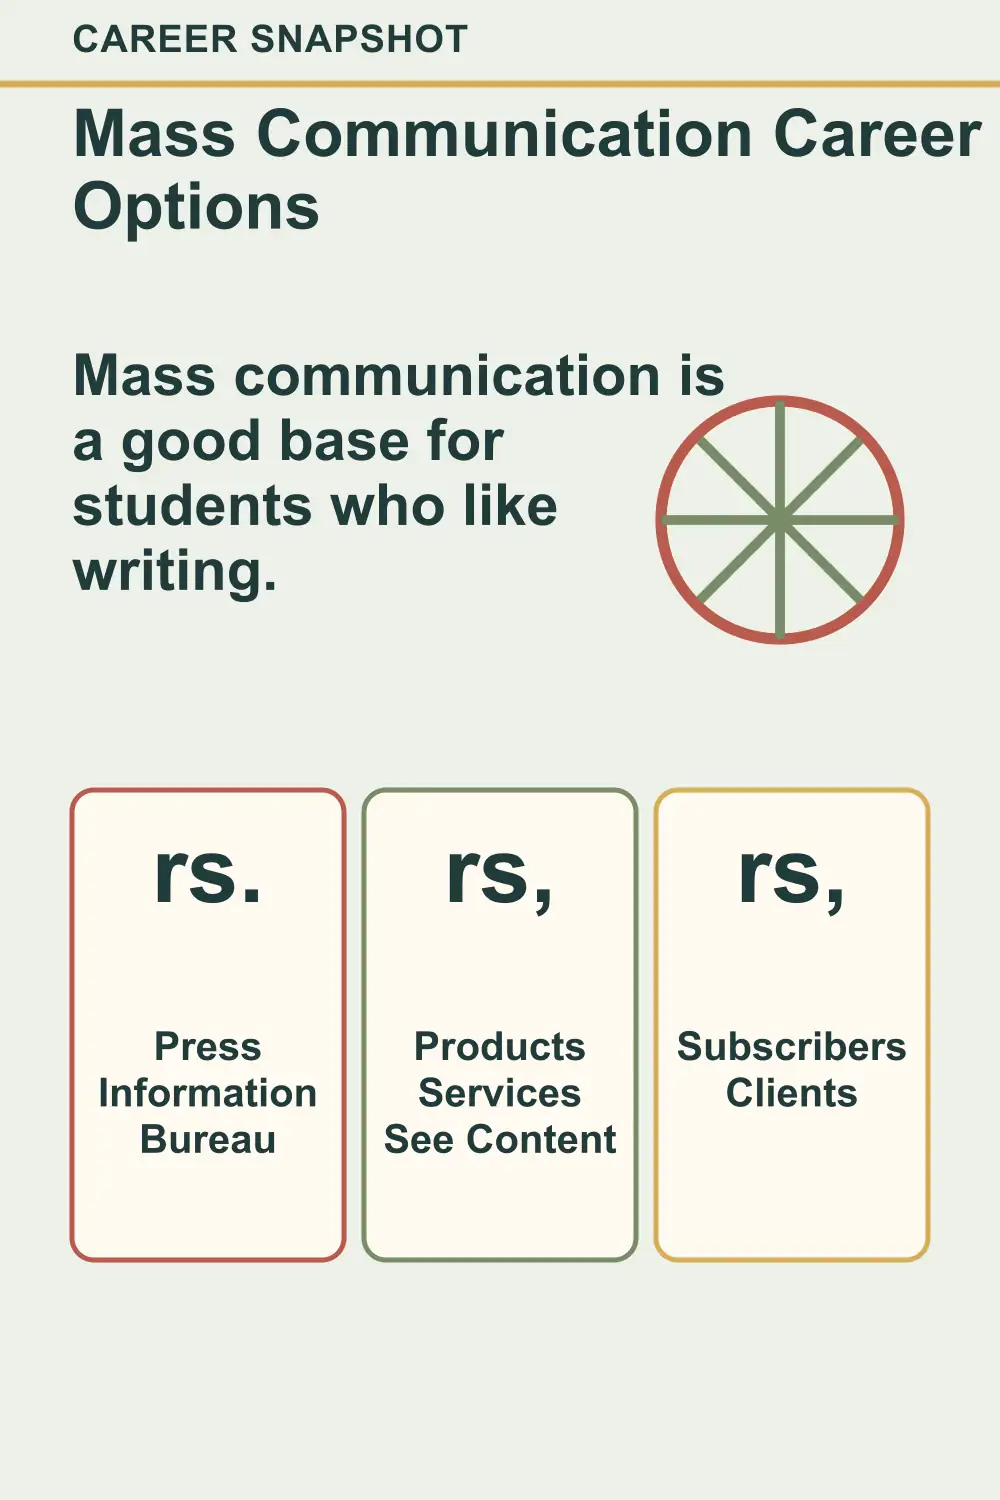 CAREER SNAPSHOT
Mass Communication Career
Options
Mass communication is
a good base for
students who like
writing.
rs.
Press
Information
Bureau
rs,
Products
Services
See Content
rs,
Subscribers
Clients